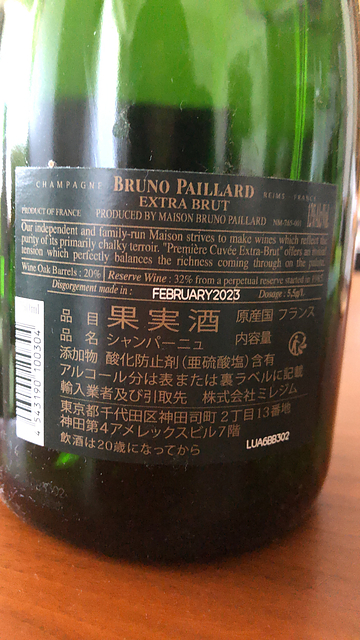 CHAMPAGNE BRUNO PAILLARD REIMS FRANCE
EXTRA BRUT
PRODUCT OF FRANCE PRODUCED BY MAISON BRUNO PAILLARD
Our independent and family-run Maison strives to make wines which reflect the
purity of its primarily chalky terroir. "Première Cuvée Extra-Brut" offers an
tension which perfectly balances the richness coming through on the palate.
Wine Oak Barrels : 20% Reserve Wine : 32% from a perpetual reserve started in 1985
Disgorgement made in : FEBRUARY2023 Dosage :
品目 果実酒 原産国 フランス
品名 シャンパーニュ 内容量
添加物 酸化防止剤(亜硫酸塩)含有
アルコール分は表または裏ラベルに記載
輸入業者及び引取先 株式会社ミレジム
東京都千代田区神田司町2丁目13番地
神田第4アメレックスビル7階
飲酒は20歳になってから
LUA6BB302
4 543190 100304